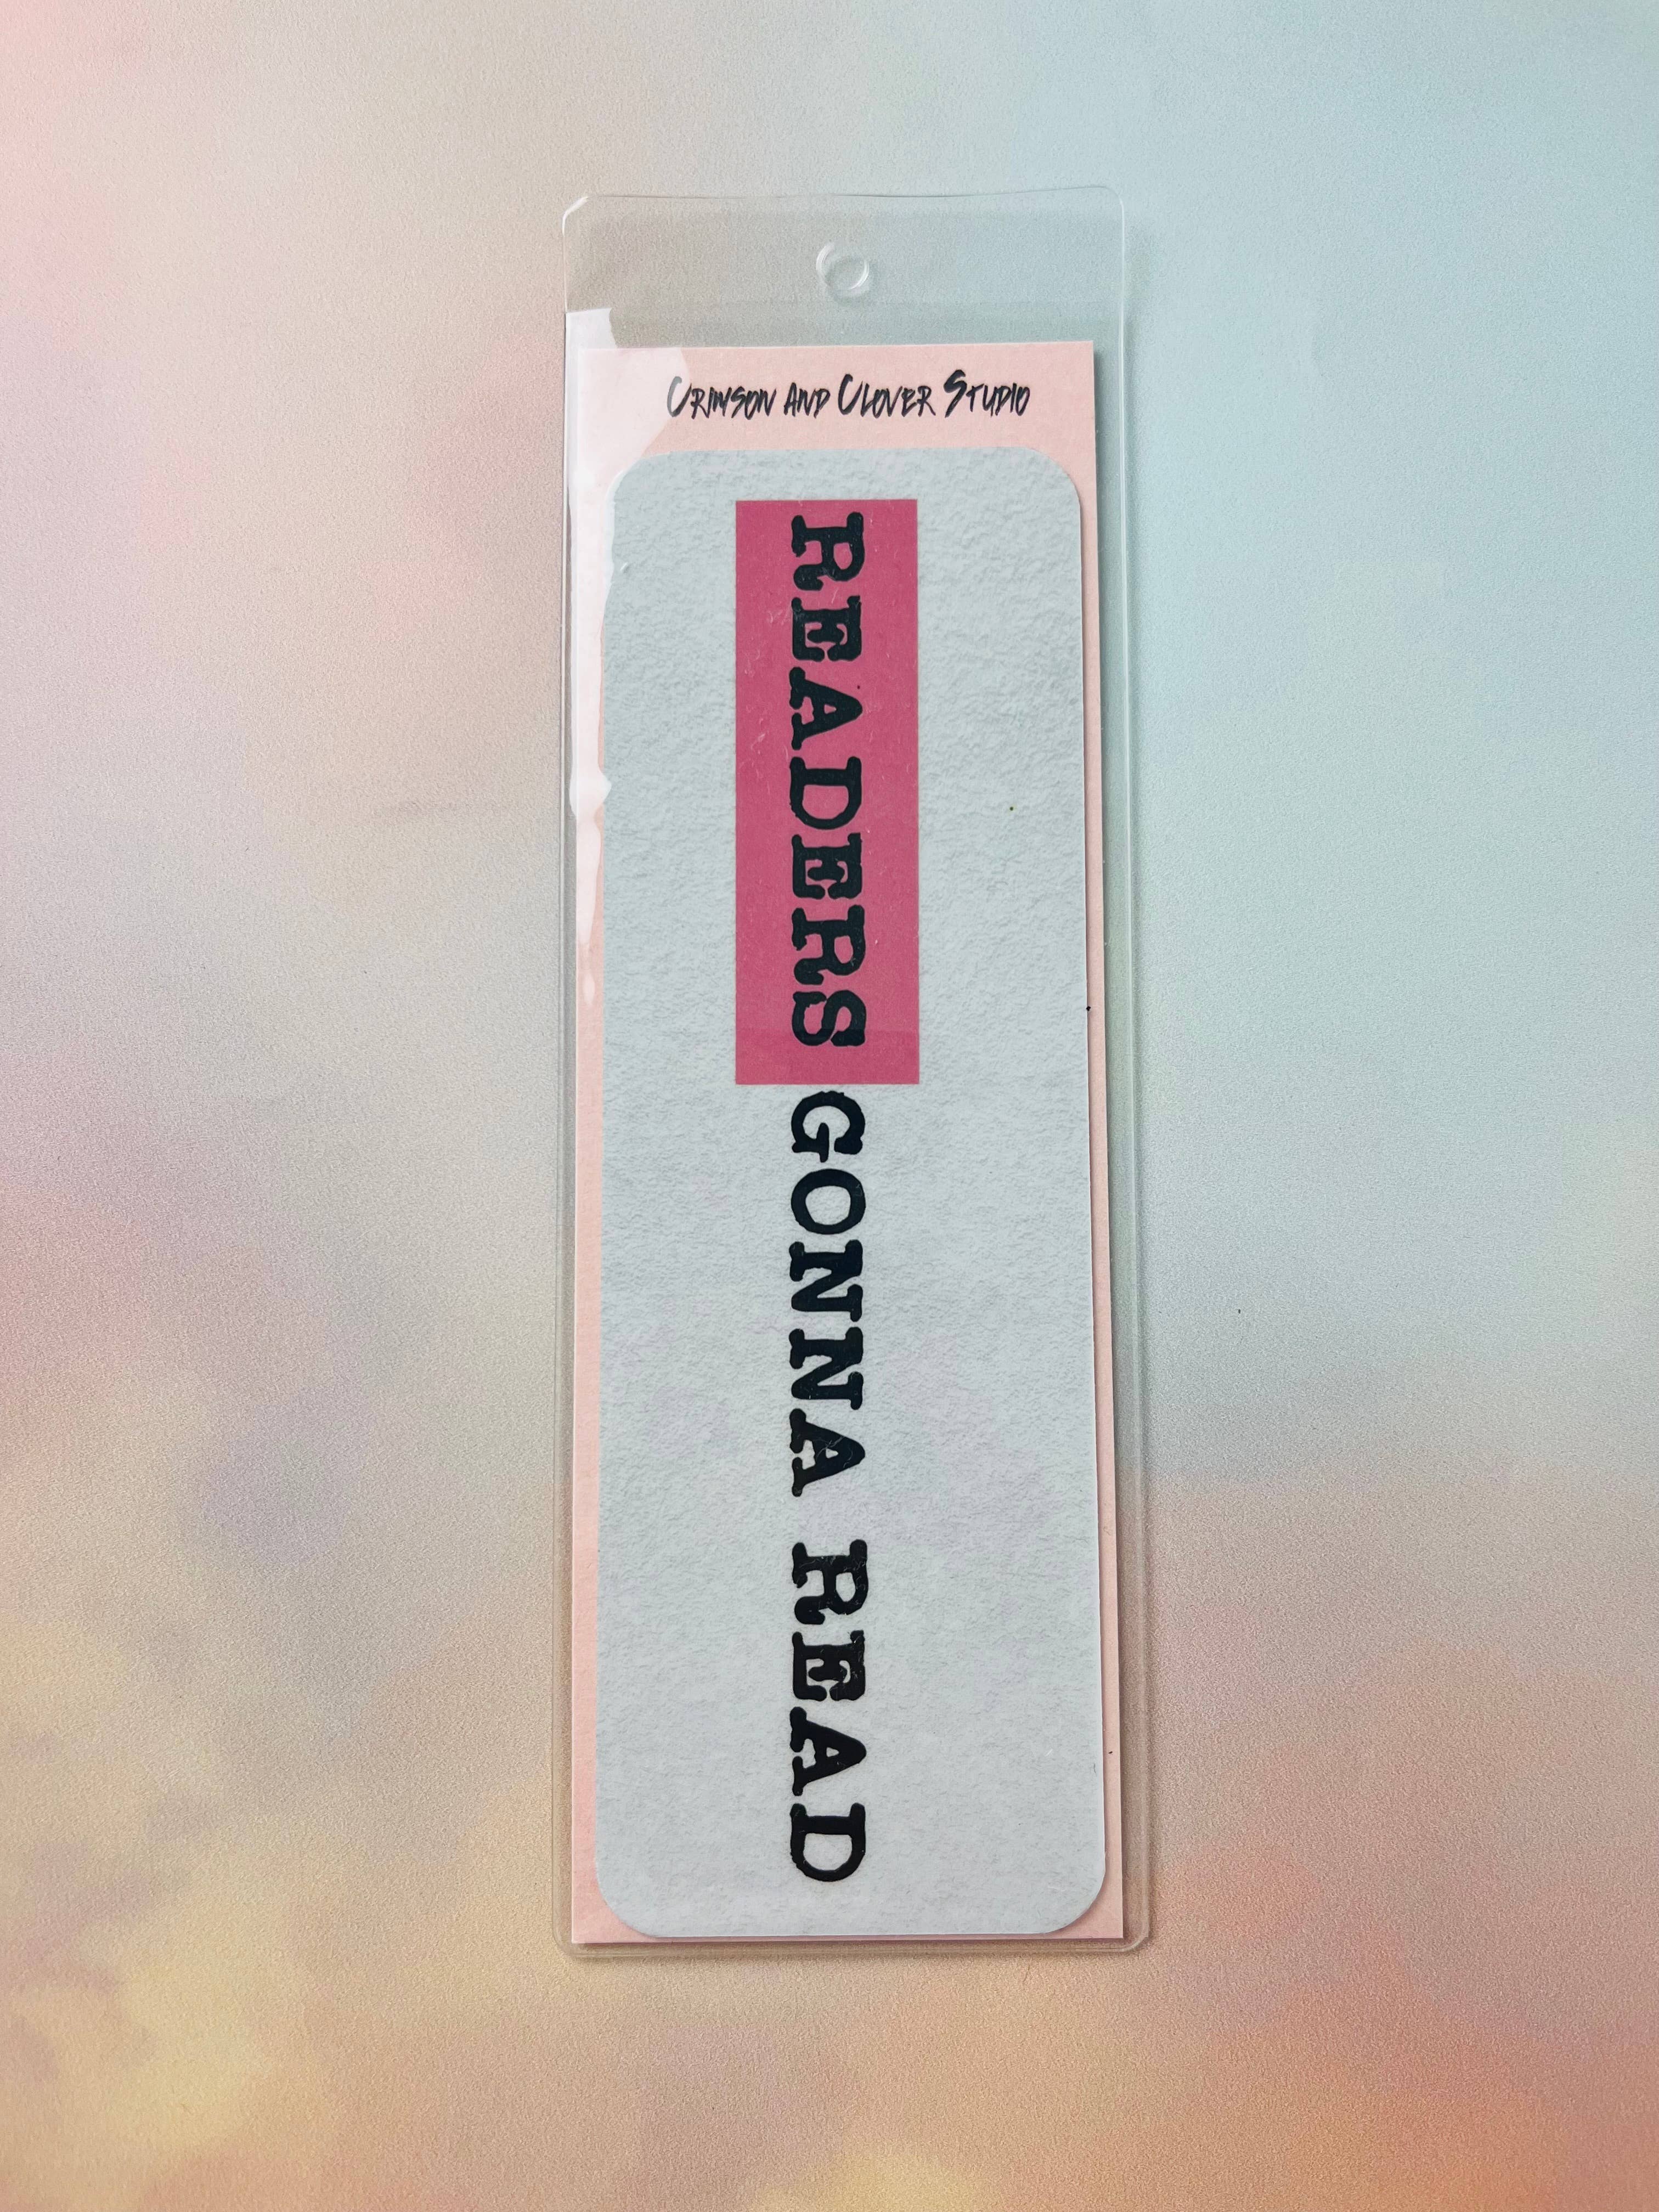 Crimson and Clover Studio
READERS GONNA READ